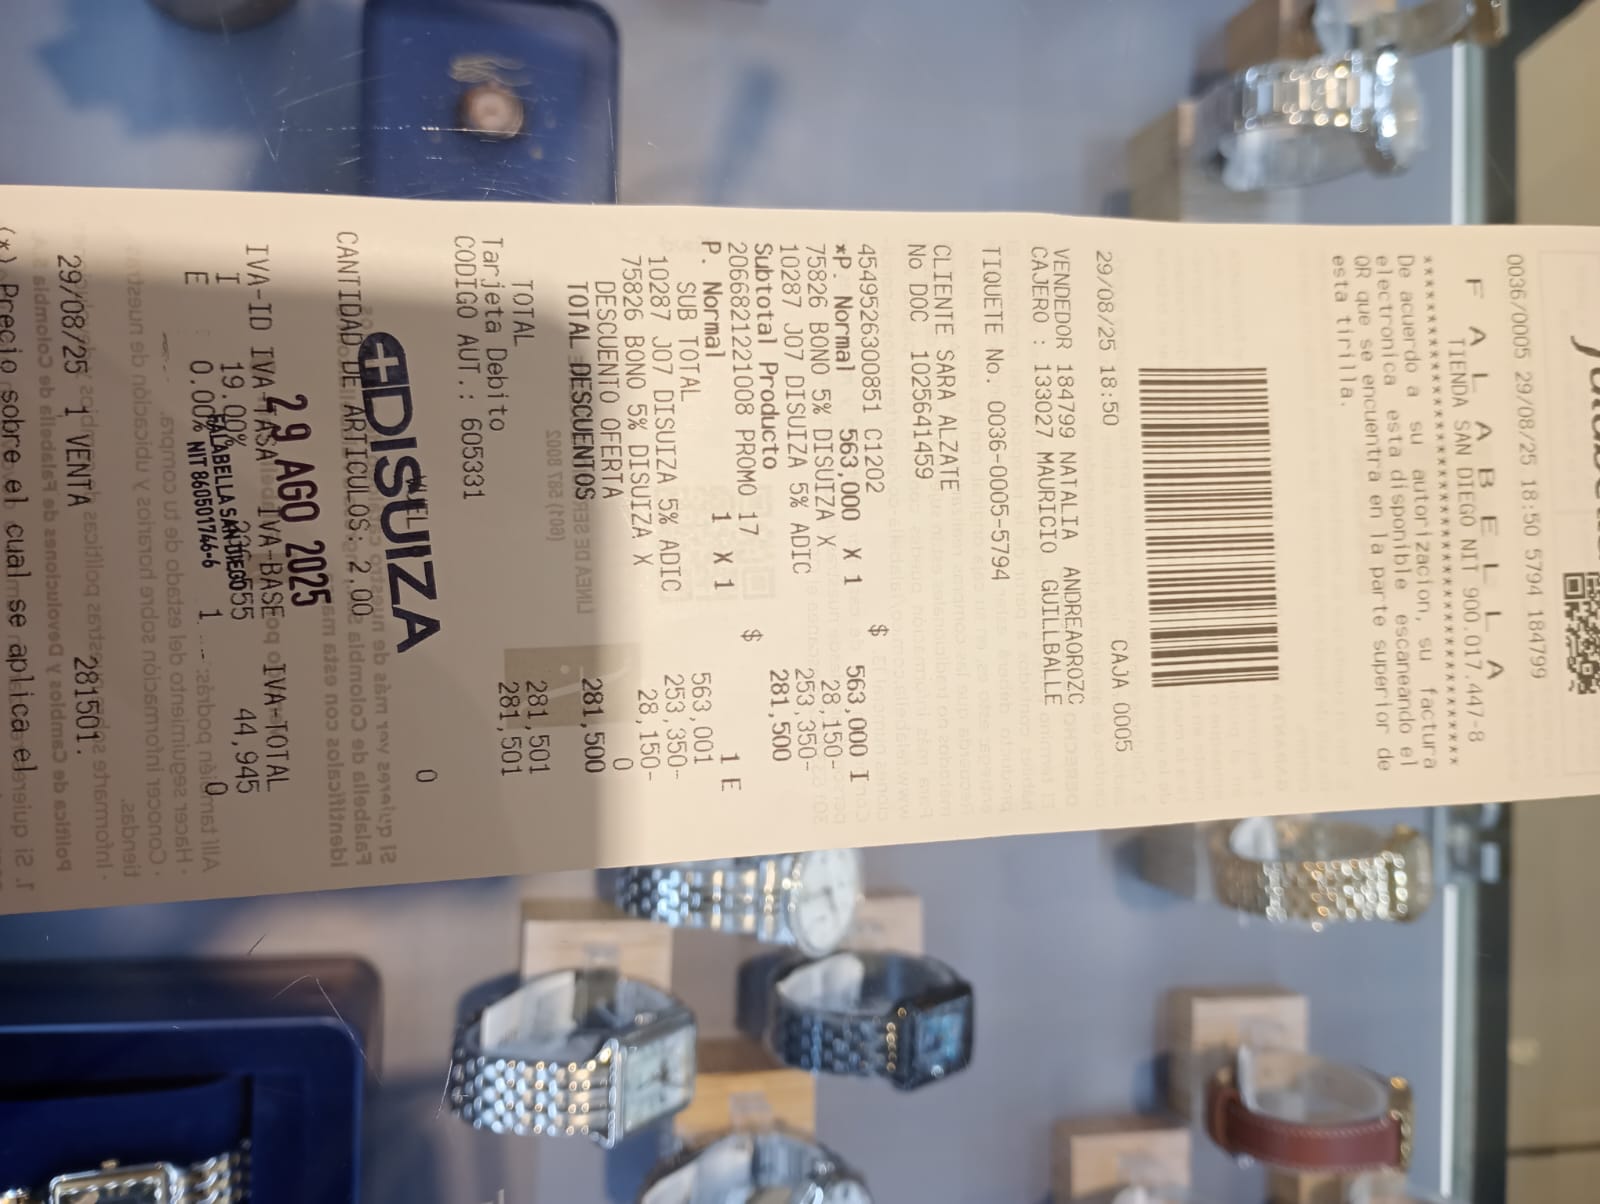 0036/0005 29/08/25 18:50 5794 184799
F A L A B E L L A
TIENDA SAN DIEGO NIT 900.017.447-8
****************************************
De acuerdo a su autorizacion, su factura
electronica esta disponible escaneando el
QR que se encuentra en la parte superior de
esta tirilla.
29/08/25 18:50 CAJA 0005
VENDEDOR 184799 NATALIA ANDREAOROZC
CAJERO : 133027 MAURICIO GUILLBALLE
TIQUETE No. 0036-0005-5794
CLIENTE SARA ALZATE
No DOC 1025641459
4549526300851 C1202 $
*P. Normal 563,000 X 1 563,000 I
75826 BONO 5% DISUIZA X 28,150-
10287 J07 DISUIZA 5% ADIC 253,350-
Subtotal Producto 281,500
2066821221008 PROMO 17 $
P. Normal 1 X 1 1 E
SUB TOTAL 563,001
10287 J07 DISUIZA 5% ADIC 253,350-
75826 BONO 5% DISUIZA X 28,150-
DESCUENTO OFERTA 0
TOTAL DESCUENTOS 281,500
TOTAL 281,501
Tarjeta Debito 281,501
CODIGO AUT.: 605331
0
DISUIZA
CANTIDAD DE ARTICULOS: 2,00
29 AGO 2025
IVA-ID IVA-TASA IVA-BASE IVA-TOTAL
I 19.00% 44,945
FALABELLA SAN DIEGO
E 0.00% 1 0
NIT 860501746-6
29/08/25 1 VENTA 281501.
(*) Precio sobre el cual se aplica el